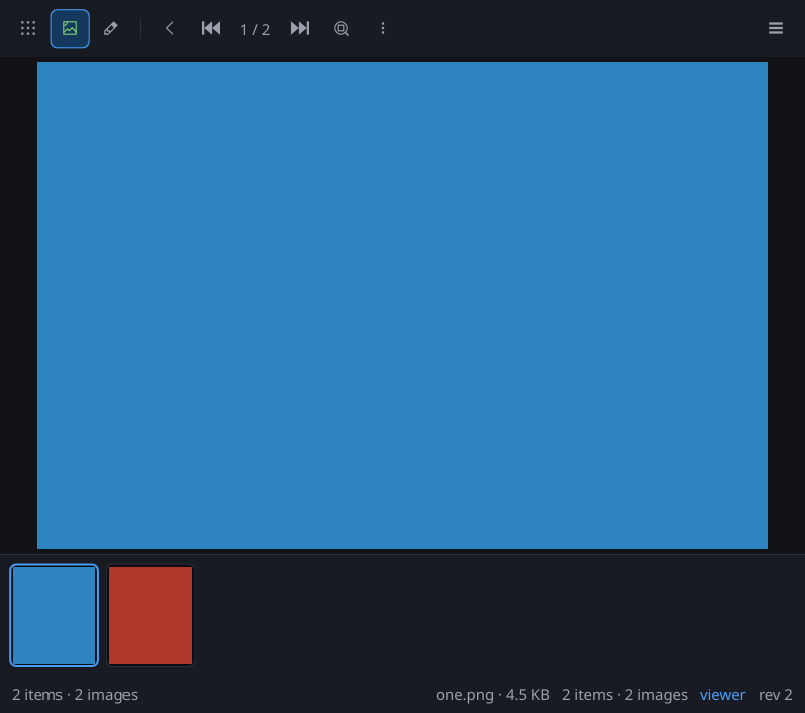 1 / 2
2 items · 2 images
one.png · 4.5 KB 2 items · 2 images viewer rev 2